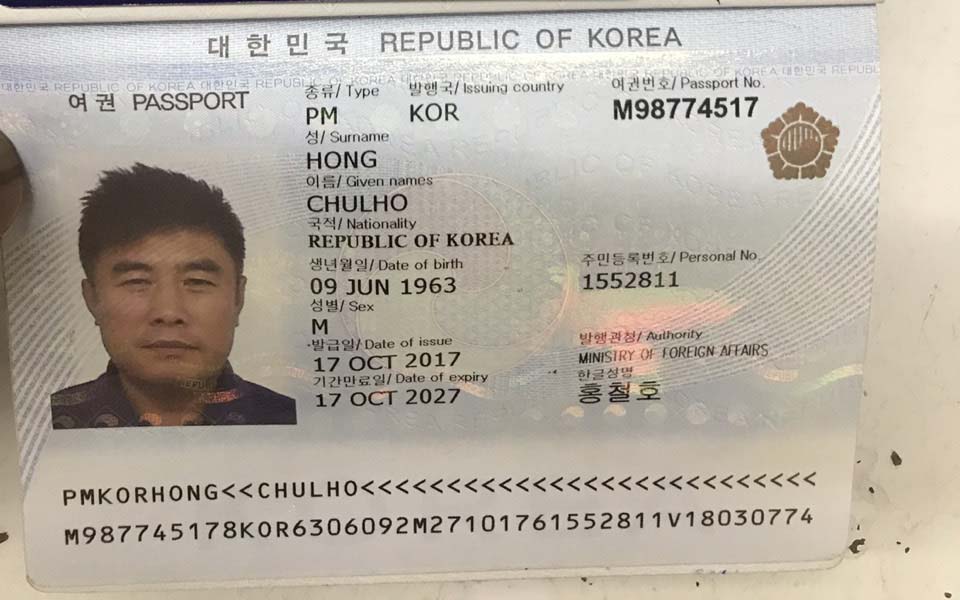 대한민국 REPUBLIC OF KOREA
여권 PASSPORT
종류/ Type 발행국/ Issuing country 여권번호/ Passport No.
PM KOR M98774517
성/ Surname
HONG
이름/ Given names
CHULHO
국적/ Nationality
REPUBLIC OF KOREA
생년월일/ Date of birth 주민등록번호/ Personal No.
09 JUN 1963 1552811
성별/ Sex
M
발급일/ Date of issue 발행관청/ Authority
17 OCT 2017 MINISTRY OF FOREIGN AFFAIRS
기간만료일/ Date of expiry 한글성명
17 OCT 2027 홍철호
PMKORHONG<<CHULHO<<<<<<<<<<<<<<<<<<<<<<<<<<<
M987745178KOR6306092M27101761552811V18030774